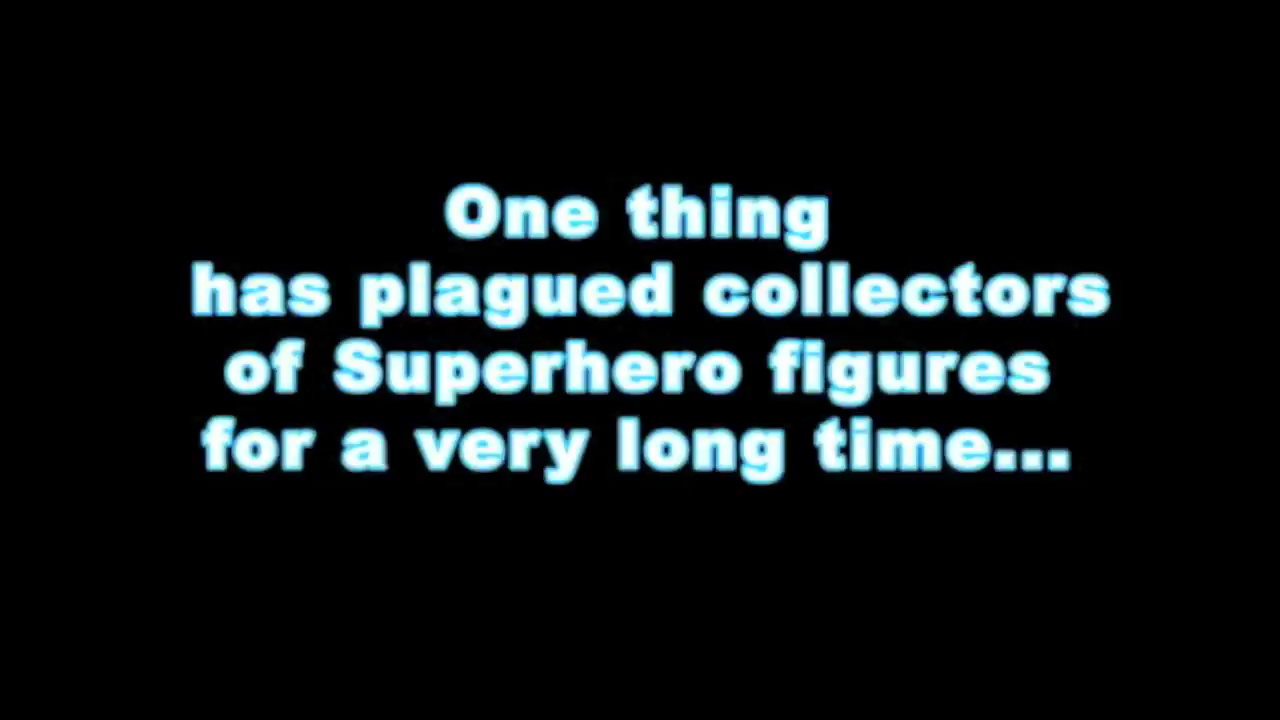 One thing
has plagued collectors
of Superhero figures
for a very long time...